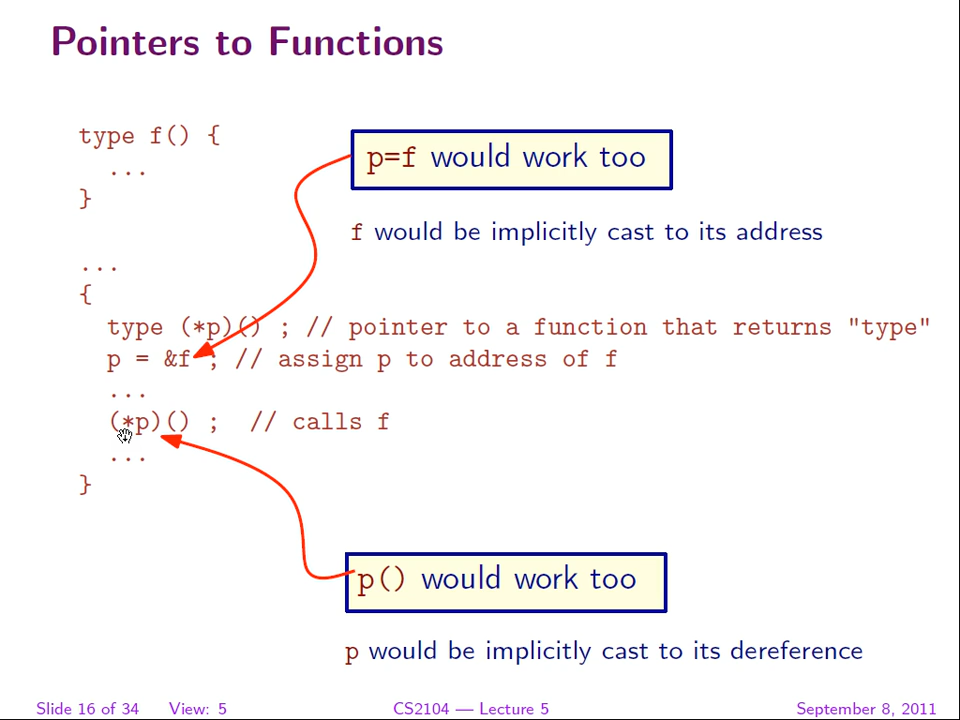 Pointers to Functions
type f() {
...
}
p=f would work too
f would be implicitly cast to its address
...
{
type (*p)() ; // pointer to a function that returns "type"
p = &f ; // assign p to address of f
...
(*p)() ; // calls f
...
}
p() would work too
p would be implicitly cast to its dereference
Slide 16 of 34 View: 5 CS2104 — Lecture 5 September 8, 2011